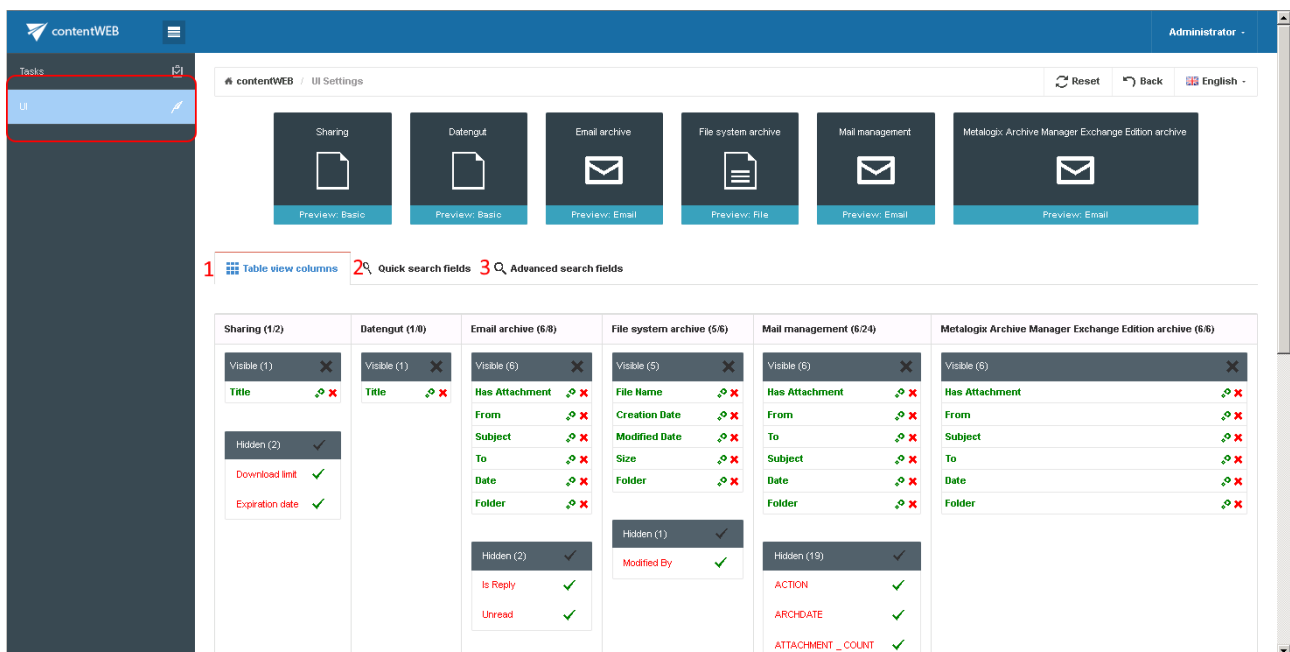 contentWEB
Administrator
Tasks
UI
contentWEB / UI Settings
Reset
Back
English
Sharing
Datengut
Email archive
File system archive
Mail management
Metalogix Archive Manager Exchange Edition archive
Preview: Basic
Preview: Basic
Preview: Email
Preview: File
Preview: Email
Preview: Email
1 Table view columns
2 Quick search fields
3 Advanced search fields
Sharing (1/2)
Visible (1)
Title
Hidden (2)
Download limit
Expiration date
Datengut (1/0)
Visible (1)
Title
Email archive (6/8)
Visible (6)
Has Attachment
From
Subject
To
Date
Folder
Hidden (2)
Is Reply
Unread
File system archive (5/6)
Visible (5)
File Name
Creation Date
Modified Date
Size
Folder
Hidden (1)
Modified By
Mail management (6/24)
Visible (6)
Has Attachment
From
To
Subject
Date
Folder
Hidden (19)
ACTION
ARCHDATE
ATTACHMENT _ COUNT
Metalogix Archive Manager Exchange Edition archive (6/6)
Visible (6)
Has Attachment
From
Subject
To
Date
Folder